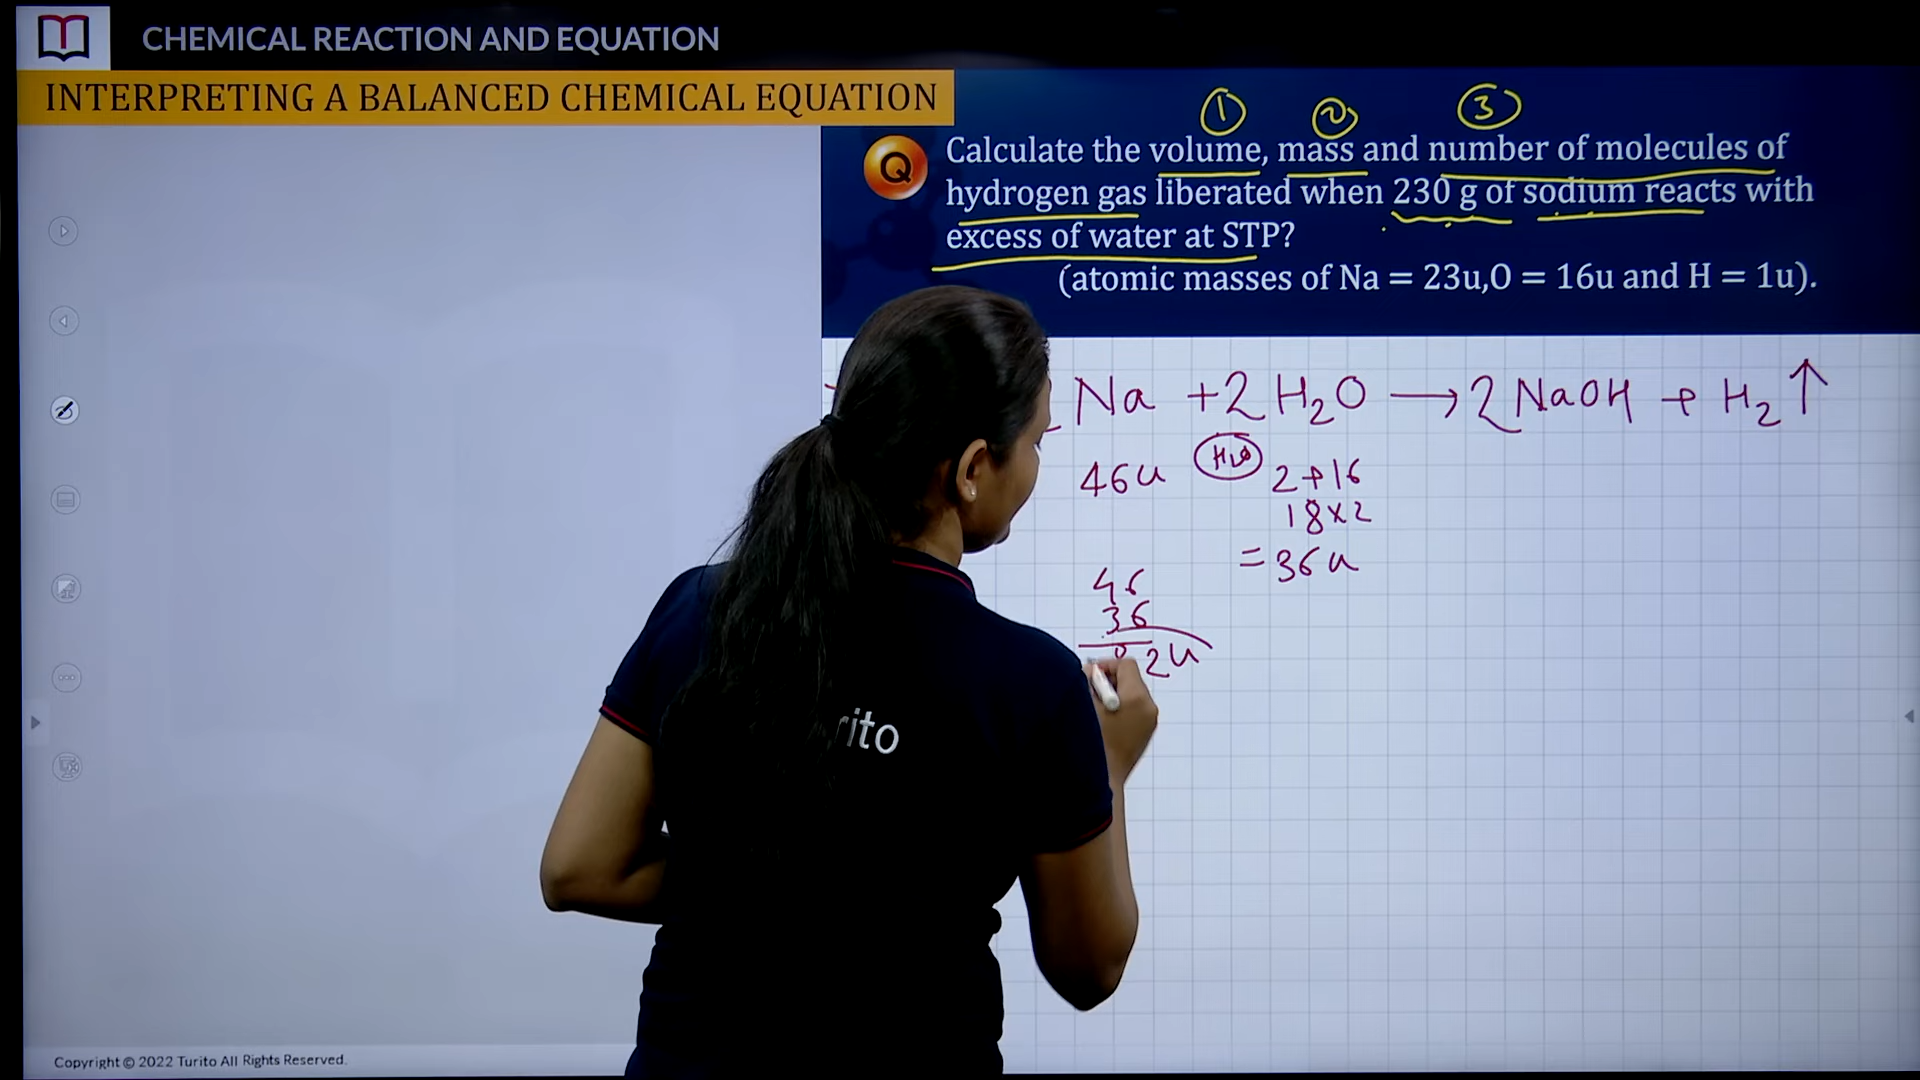 CHEMICAL REACTION AND EQUATION
INTERPRETING A BALANCED CHEMICAL EQUATION
1 2 3
Q
Calculate the volume, mass and number of molecules of
hydrogen gas liberated when 230 g of sodium reacts with
excess of water at STP?
(atomic masses of Na = 23u,O = 16u and H = 1u).
Na + 2 H₂O → 2 NaOH + H₂ ↑
46u H₂O 2+16
18×2
= 36u
46
36
82u
rito
Copyright © 2022 Turito All Rights Reserved.